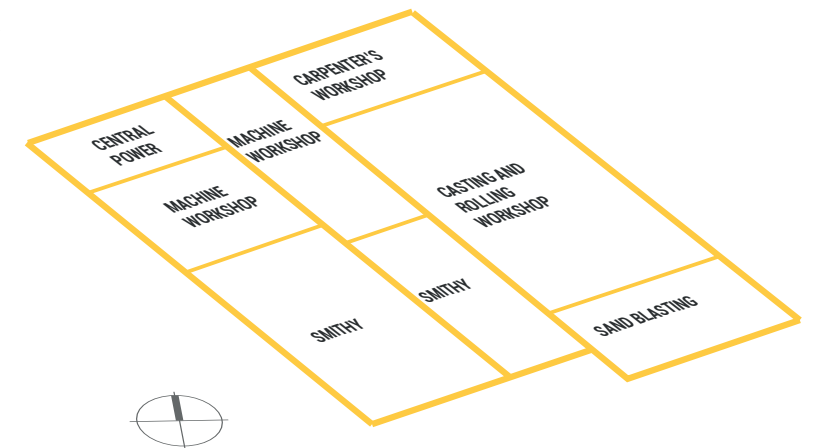 CARPENTER'S
WORKSHOP
CENTRAL
POWER
MACHINE
WORKSHOP
MACHINE
WORKSHOP
CASTING AND
ROLLING
WORKSHOP
SMITHY
SMITHY
SAND BLASTING